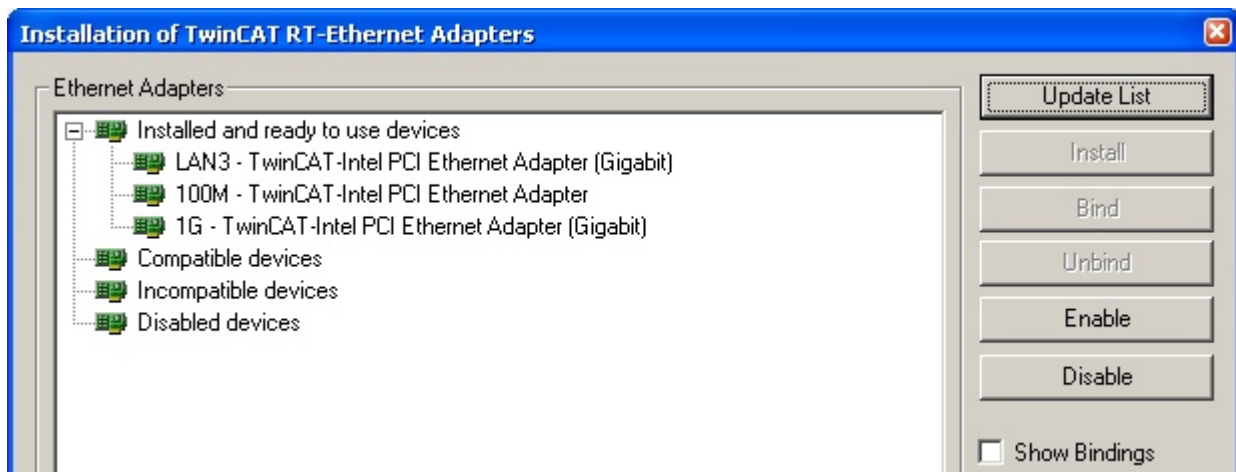 Installation of TwinCAT RT-Ethernet Adapters
Ethernet Adapters
Installed and ready to use devices
LAN3 - TwinCAT-Intel PCI Ethernet Adapter (Gigabit)
100M - TwinCAT-Intel PCI Ethernet Adapter
1G - TwinCAT-Intel PCI Ethernet Adapter (Gigabit)
Compatible devices
Incompatible devices
Disabled devices
Update List
Install
Bind
Unbind
Enable
Disable
Show Bindings